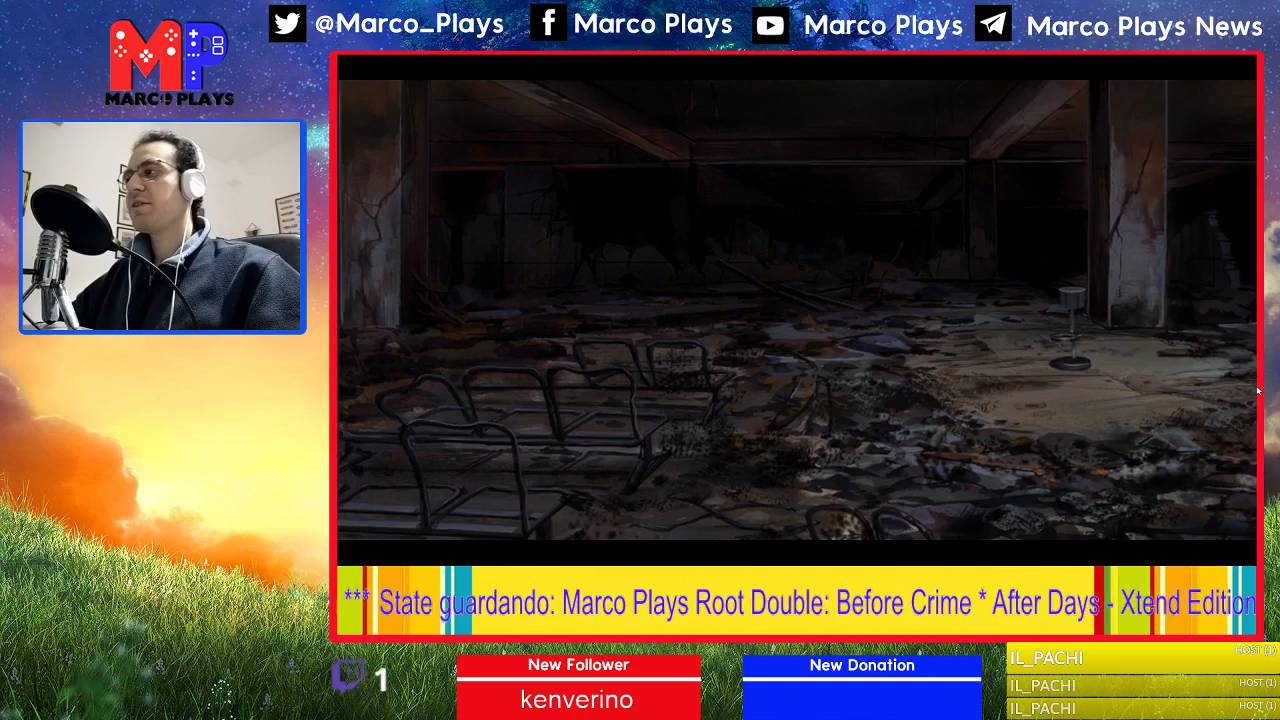 @Marco_Plays
Marco Plays
Marco Plays
Marco Plays News
MP
MARCO PLAYS
*** State guardando: Marco Plays Root Double: Before Crime * After Days - Xtend Edition
1
New Follower
kenverino
New Donation
IL_PACHI
HOST (1)
IL_PACHI
HOST (1)
IL_PACHI
HOST (1)